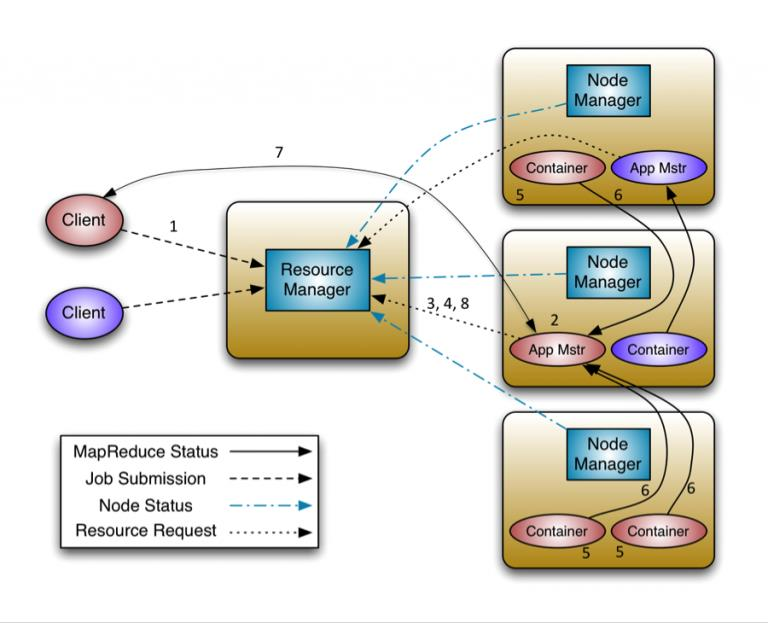 Node
Manager
7
Container
App Mstr
5
6
Client
1
Resource
Manager
Node
Manager
Client
3, 4, 8
2
App Mstr
Container
Node
Manager
MapReduce Status
Job Submission
Node Status
Resource Request
6
6
Container
Container
5
5